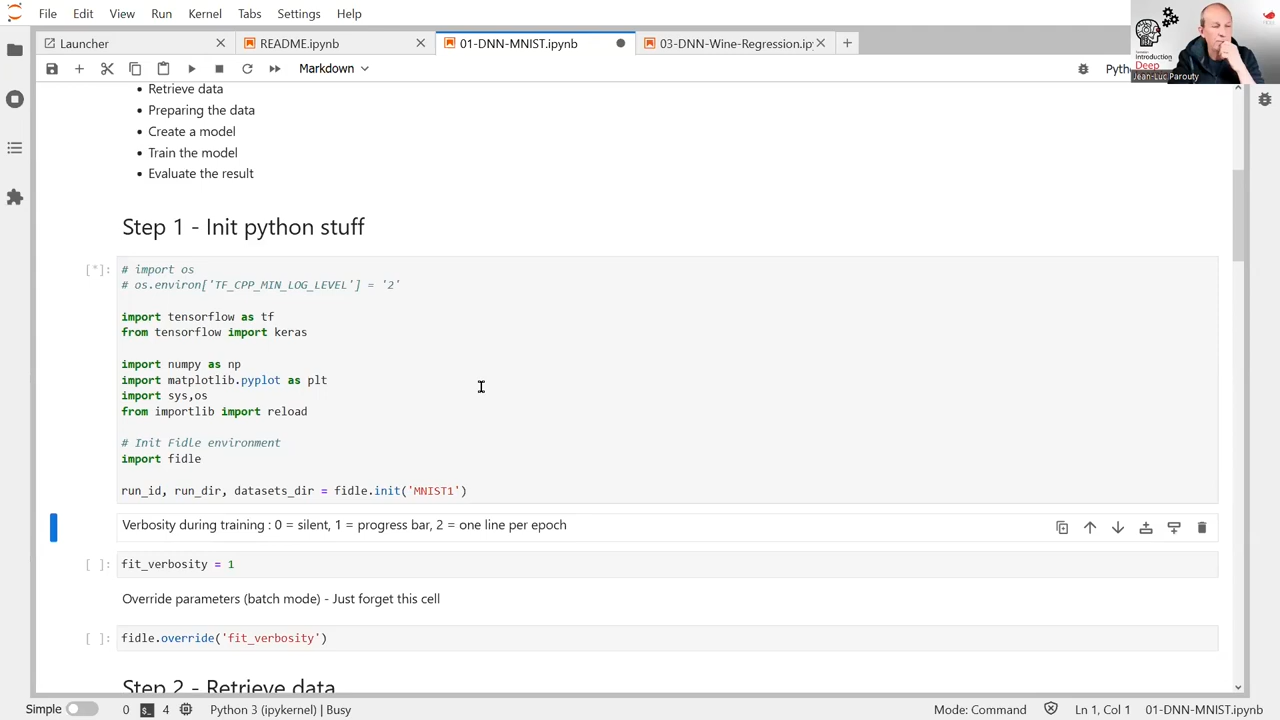 File Edit View Run Kernel Tabs Settings Help
Launcher
README.ipynb
01-DNN-MNIST.ipynb
03-DNN-Wine-Regression.ip
Introduction
Deep
Jean-Luc Parouty
Markdown
Pyth
Retrieve data
Preparing the data
Create a model
Train the model
Evaluate the result
Step 1 - Init python stuff
[*]:
# import os
# os.environ['TF_CPP_MIN_LOG_LEVEL'] = '2'
import tensorflow as tf
from tensorflow import keras
import numpy as np
import matplotlib.pyplot as plt
import sys,os
from importlib import reload
# Init Fidle environment
import fidle
run_id, run_dir, datasets_dir = fidle.init('MNIST1')
Verbosity during training : 0 = silent, 1 = progress bar, 2 = one line per epoch
[ ]: fit_verbosity = 1
Override parameters (batch mode) - Just forget this cell
[ ]: fidle.override('fit_verbosity')
Step 2 - Retrieve data
Simple 0 4 Python 3 (ipykernel) | Busy Mode: Command Ln 1, Col 1 01-DNN-MNIST.ipynb